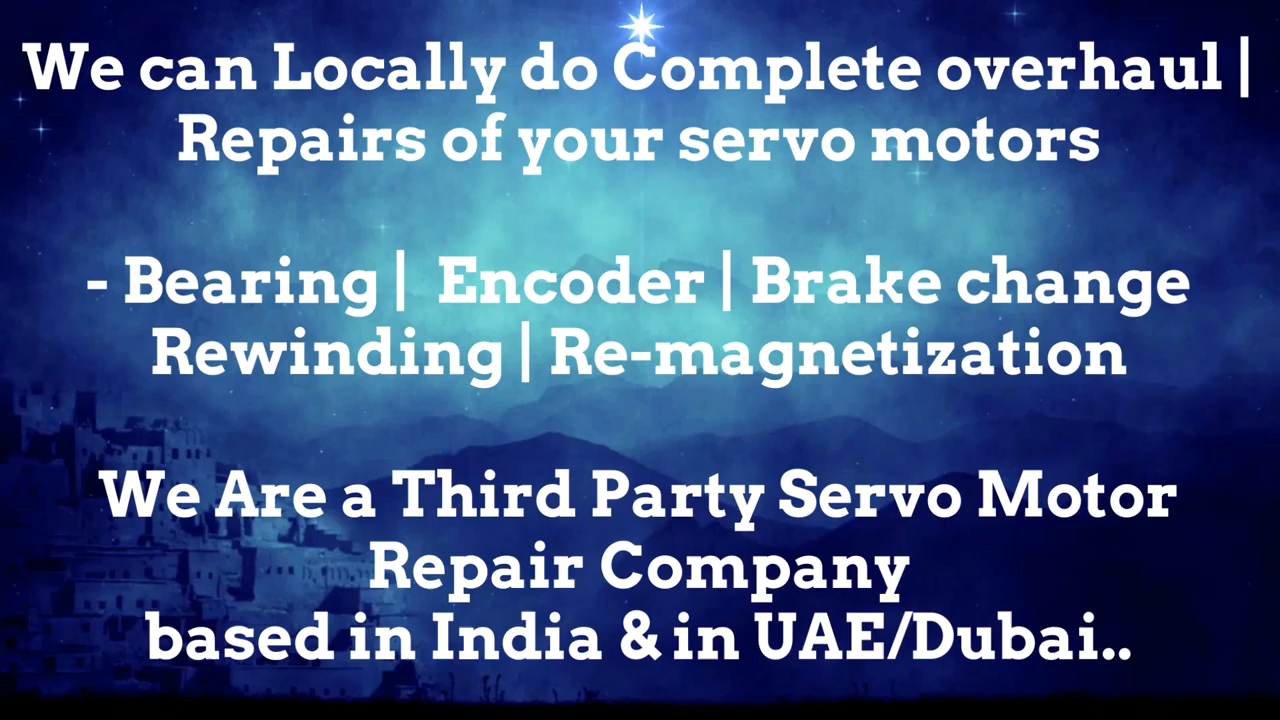 We can Locally do Complete overhaul |
Repairs of your servo motors
- Bearing | Encoder | Brake change
Rewinding | Re-magnetization
We Are a Third Party Servo Motor
Repair Company
based in India & in UAE/Dubai..